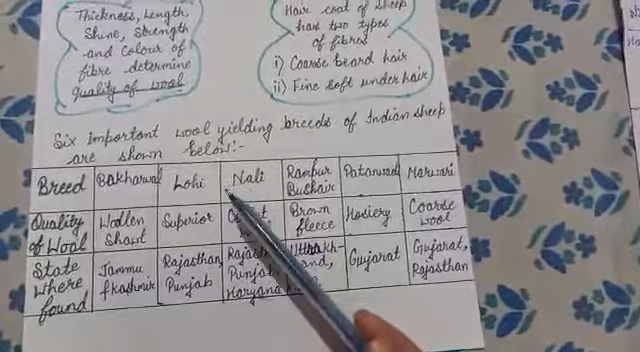 Thickness, Length,
Shine, Strength
and Colour of
fibre determine
quality of wool
Hair coat of sheep
has two types
of fibres
i) Coarse beard hair
ii) Fine soft under hair
Six important wool yielding breeds of Indian sheep
are shown below:-
Breed Bakharwal Lohi Nali Rambur Bushair Patanwadi Marwari
Quality of Wool Woolen Shawl Superior Brown fleece Hosiery Coarse wool
State where found Jammu & Kashmir Rajasthan, Punjab Haryana Gujarat Gujarat, Rajasthan